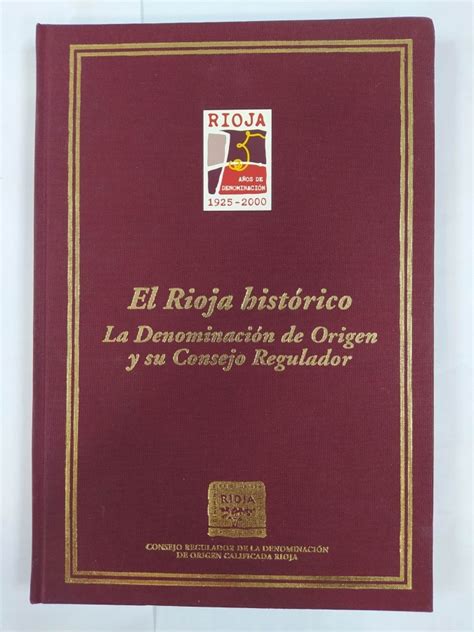 RIOJA
75
AÑOS DE
DENOMINACIÓN
1925-2000
El Rioja histórico
La Denominación de Origen
y su Consejo Regulador
RIOJA
CONSEJO REGULADOR DE LA DENOMINACIÓN
DE ORIGEN CALIFICADA RIOJA